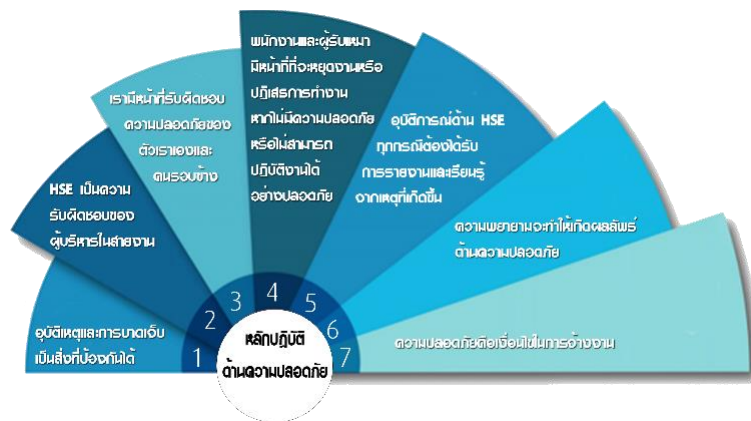 หลักปฏิบัติ
ด้านความปลอดภัย
1
อุบัติเหตุและการบาดเจ็บ
เป็นสิ่งที่ป้องกันได้
2
HSE เป็นความ
รับผิดชอบของ
ผู้บริหารในสายงาน
3
เรามีหน้าที่รับผิดชอบ
ความปลอดภัยของ
ตัวเราเองและ
คนรอบข้าง
4
พนักงานและผู้รับเหมา
มีหน้าที่ที่จะหยุดงานหรือ
ปฏิเสธการทำงาน
หากไม่มีความปลอดภัย
หรือไม่สามารถ
ปฏิบัติงานได้
อย่างปลอดภัย
5
อุบัติการณ์ด้าน HSE
ทุกกรณีต้องได้รับ
การรายงานและเรียนรู้
จากเหตุที่เกิดขึ้น
6
ความพยายามจะทำให้เกิดผลลัพธ์
ด้านความปลอดภัย
7
ความปลอดภัยคือเงื่อนไขในการจ้างงาน